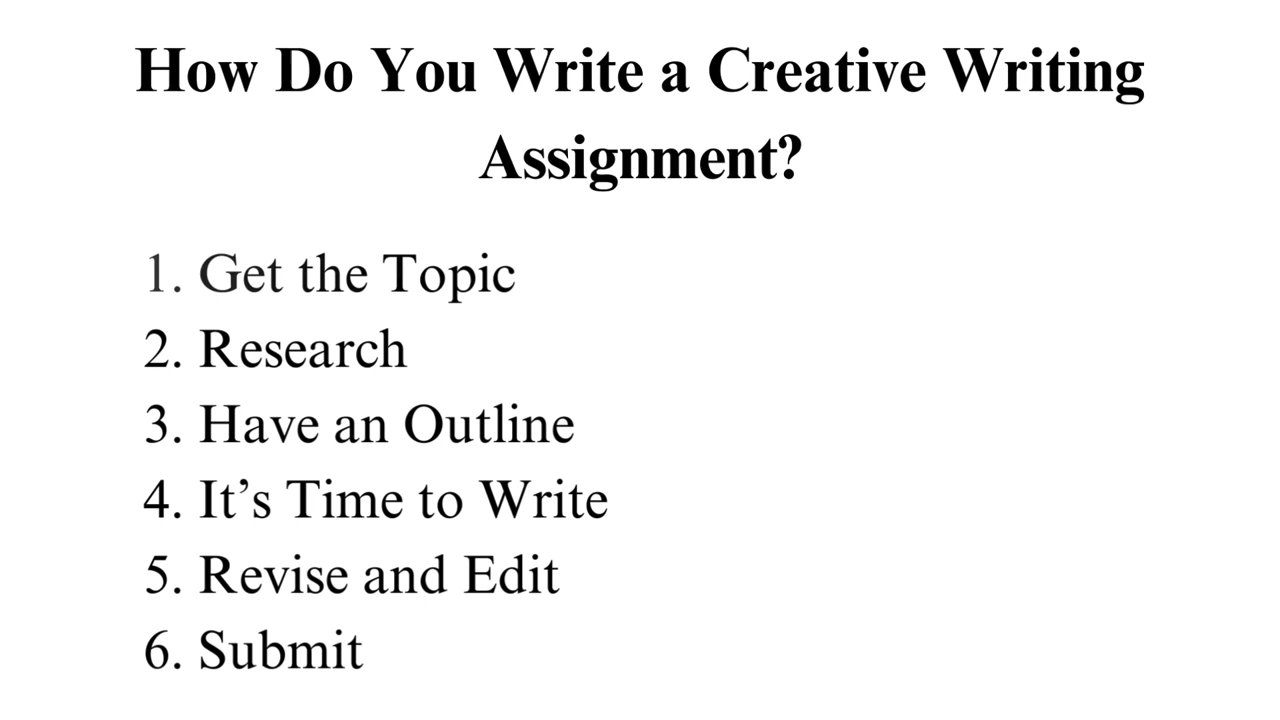 How Do You Write a Creative Writing
Assignment?
1. Get the Topic
2. Research
3. Have an Outline
4. It’s Time to Write
5. Revise and Edit
6. Submit